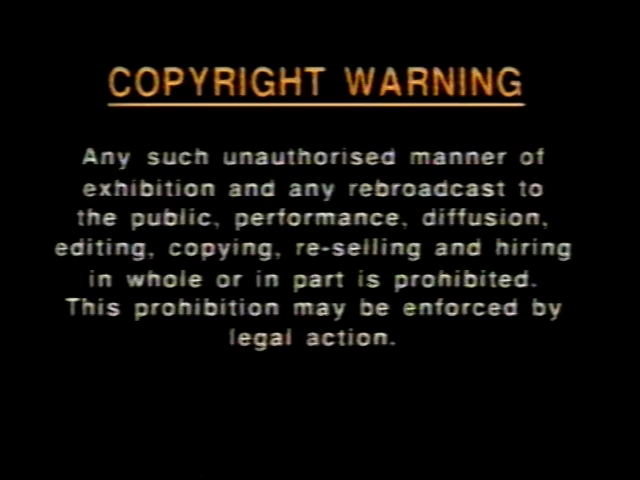 COPYRIGHT WARNING
Any such unauthorised manner of
exhibition and any rebroadcast to
the public, performance, diffusion,
editing, copying, re-selling and hiring
in whole or in part is prohibited.
This prohibition may be enforced by
legal action.